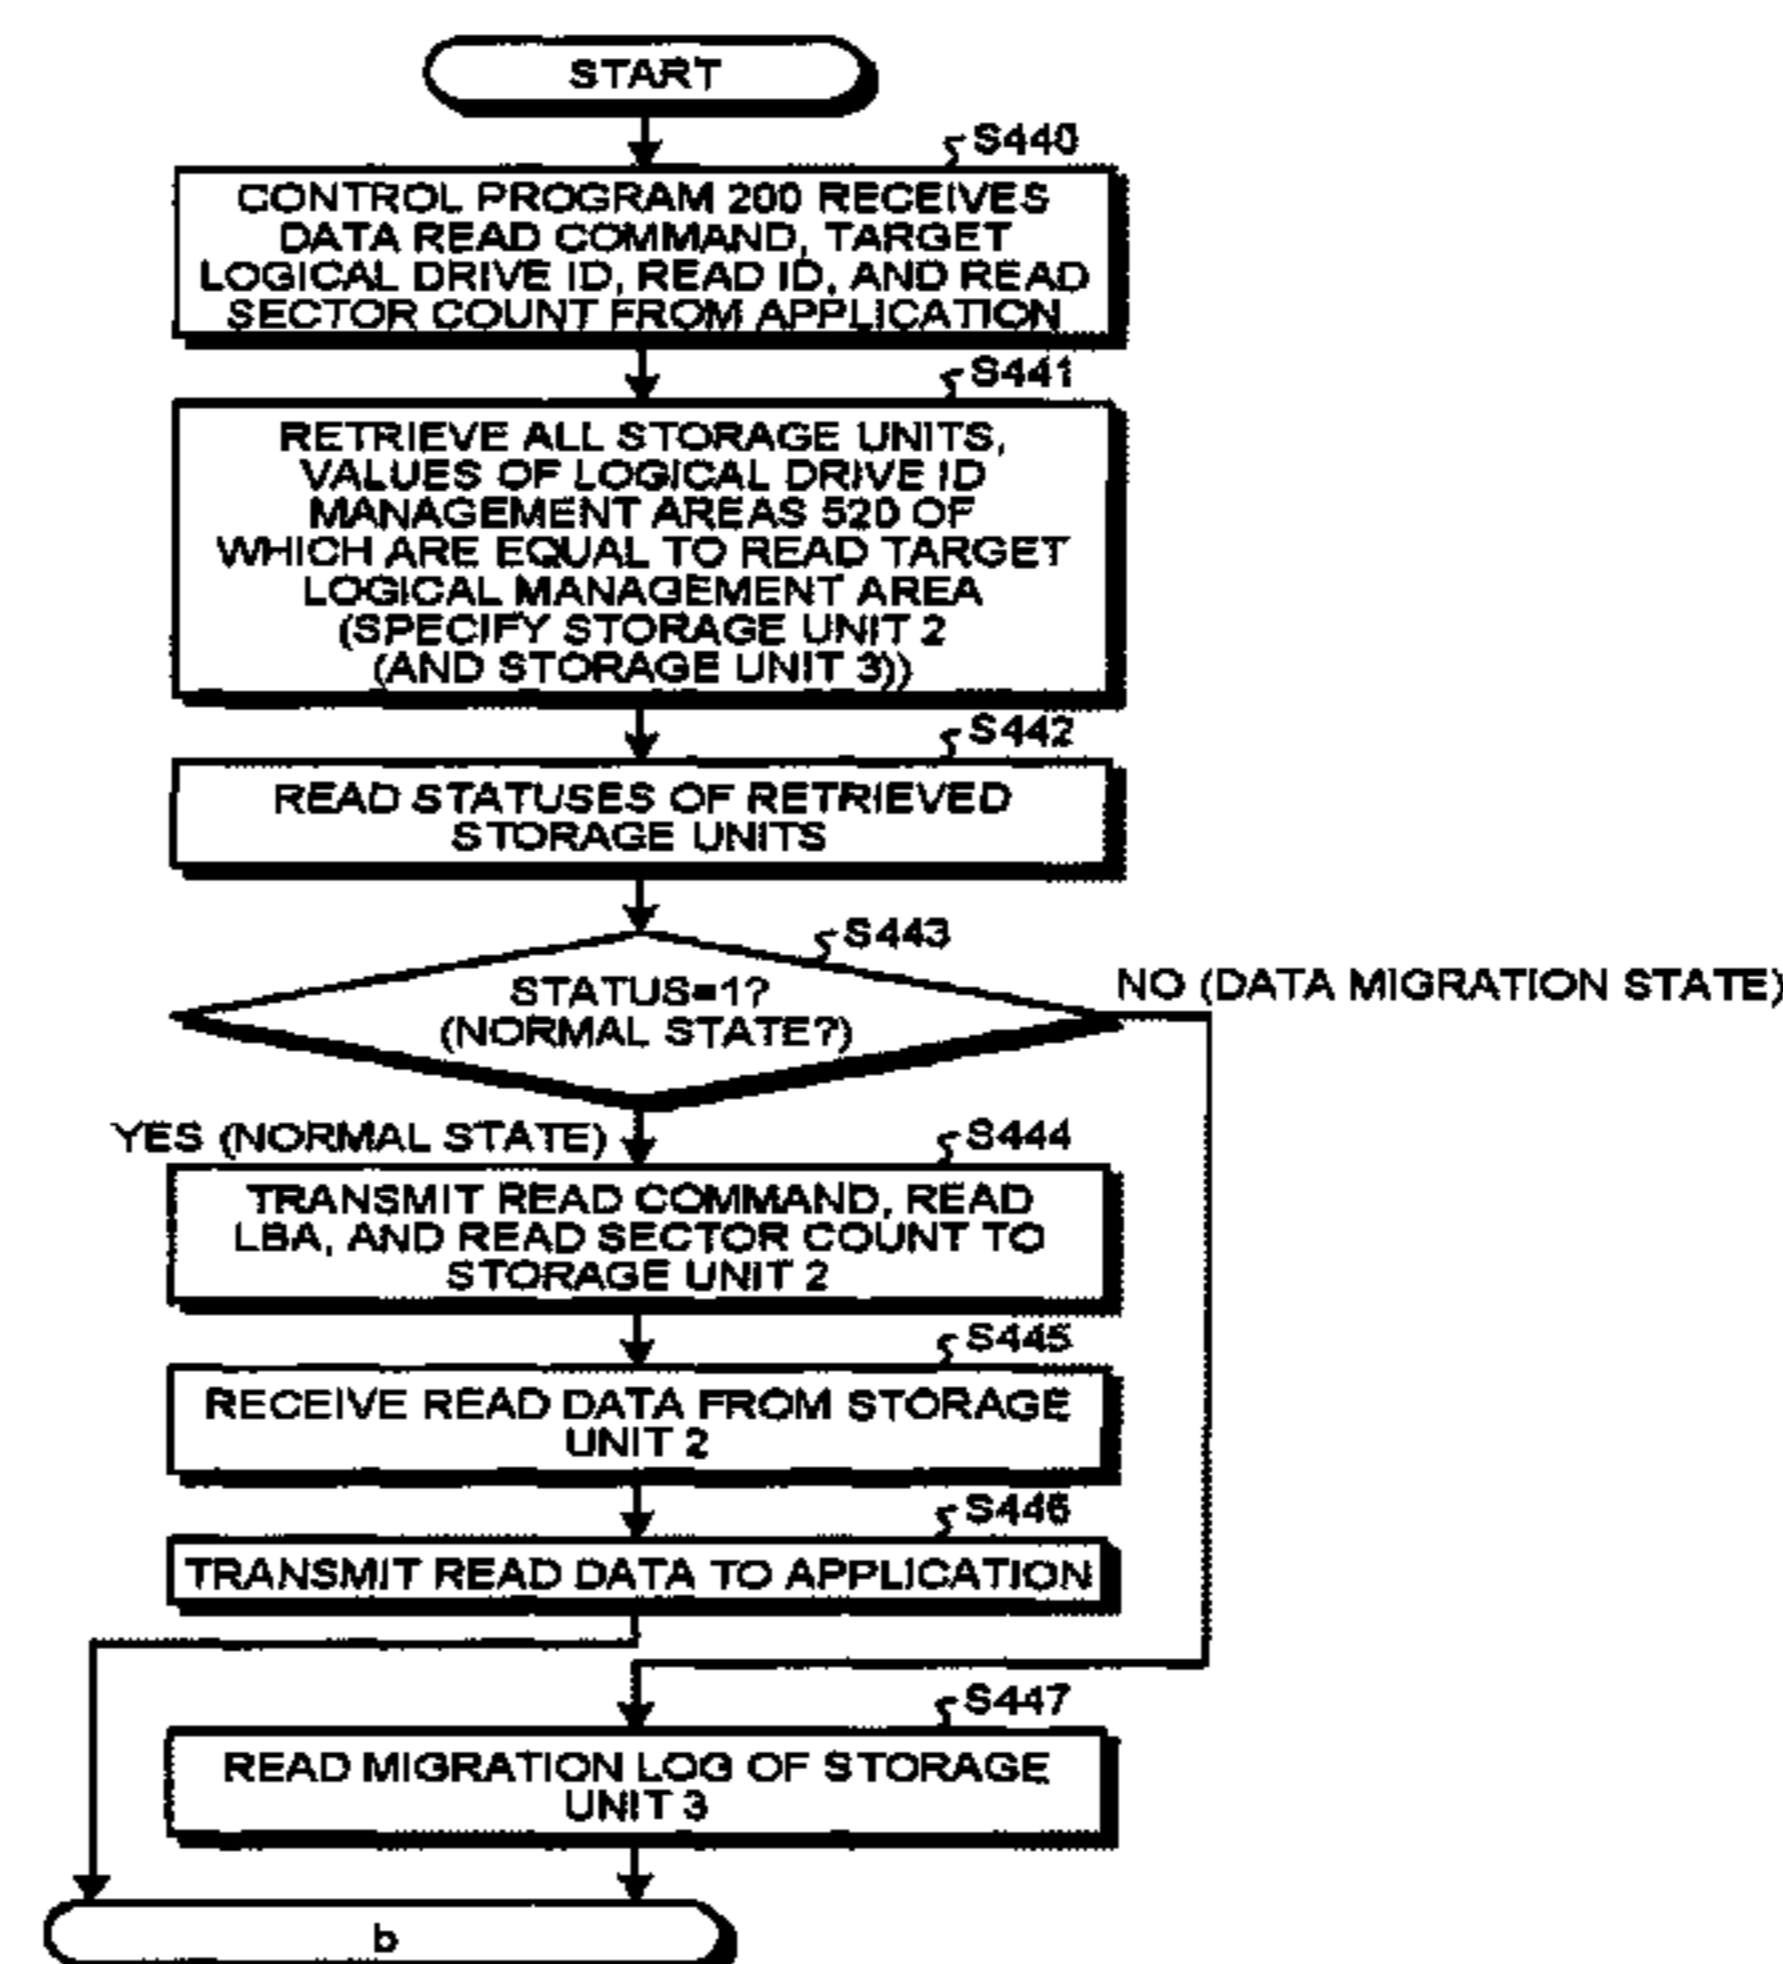 START
S440
CONTROL PROGRAM 200 RECEIVES
DATA READ COMMAND, TARGET
LOGICAL DRIVE ID, READ ID, AND READ
SECTOR COUNT FROM APPLICATION
S441
RETRIEVE ALL STORAGE UNITS,
VALUES OF LOGICAL DRIVE ID
MANAGEMENT AREAS 520 OF
WHICH ARE EQUAL TO READ TARGET
LOGICAL MANAGEMENT AREA
(SPECIFY STORAGE UNIT 2
(AND STORAGE UNIT 3))
S442
READ STATUSES OF RETRIEVED
STORAGE UNITS
S443
STATUS=1?
(NORMAL STATE?)
NO (DATA MIGRATION STATE)
YES (NORMAL STATE)
S444
TRANSMIT READ COMMAND, READ
LBA, AND READ SECTOR COUNT TO
STORAGE UNIT 2
S445
RECEIVE READ DATA FROM STORAGE
UNIT 2
S446
TRANSMIT READ DATA TO APPLICATION
S447
READ MIGRATION LOG OF STORAGE
UNIT 3
b